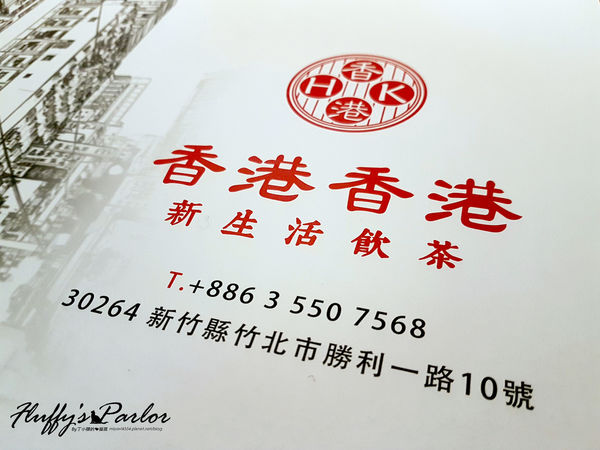 香
H K
港
香港香港
新生活飲茶
T.+886 3 550 7568
30264 新竹縣竹北市勝利一路10號
Fluffy's Parlor